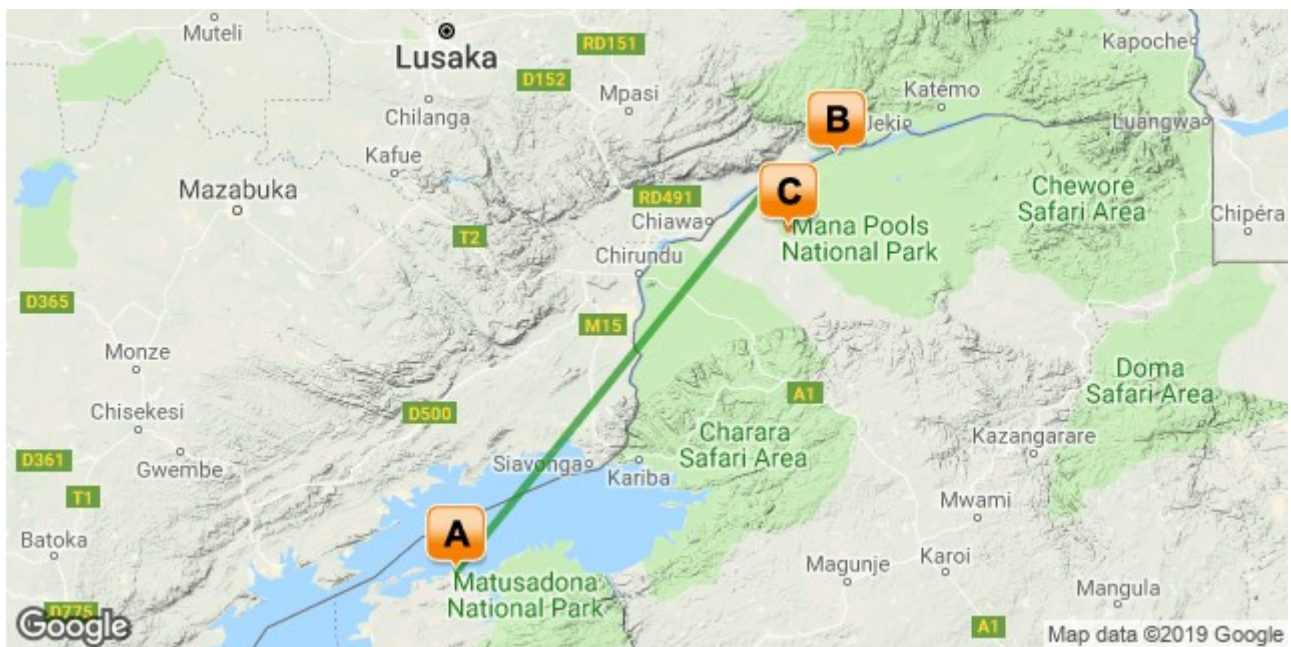 Muteli
Lusaka
RD151
Kapoche
D152
Mpasi
Katemo
Chilanga
B
Jeki
Luangwa
Kafue
Mazabuka
RD491
C
Chewore
Safari Area
Chiawa
Mana Pools
National Park
Chipéra
T2
Chirundu
D365
M15
Monze
Doma
Safari Area
A1
Chisekesi
D500
Charara
Safari Area
Kazangarare
D361
Gwembe
Siavonga
Kariba
T1
Mwami
A
Batoka
Magunje
Karoi
Matusadona
National Park
Mangula
D775
Google
A1
Map data ©2019 Google